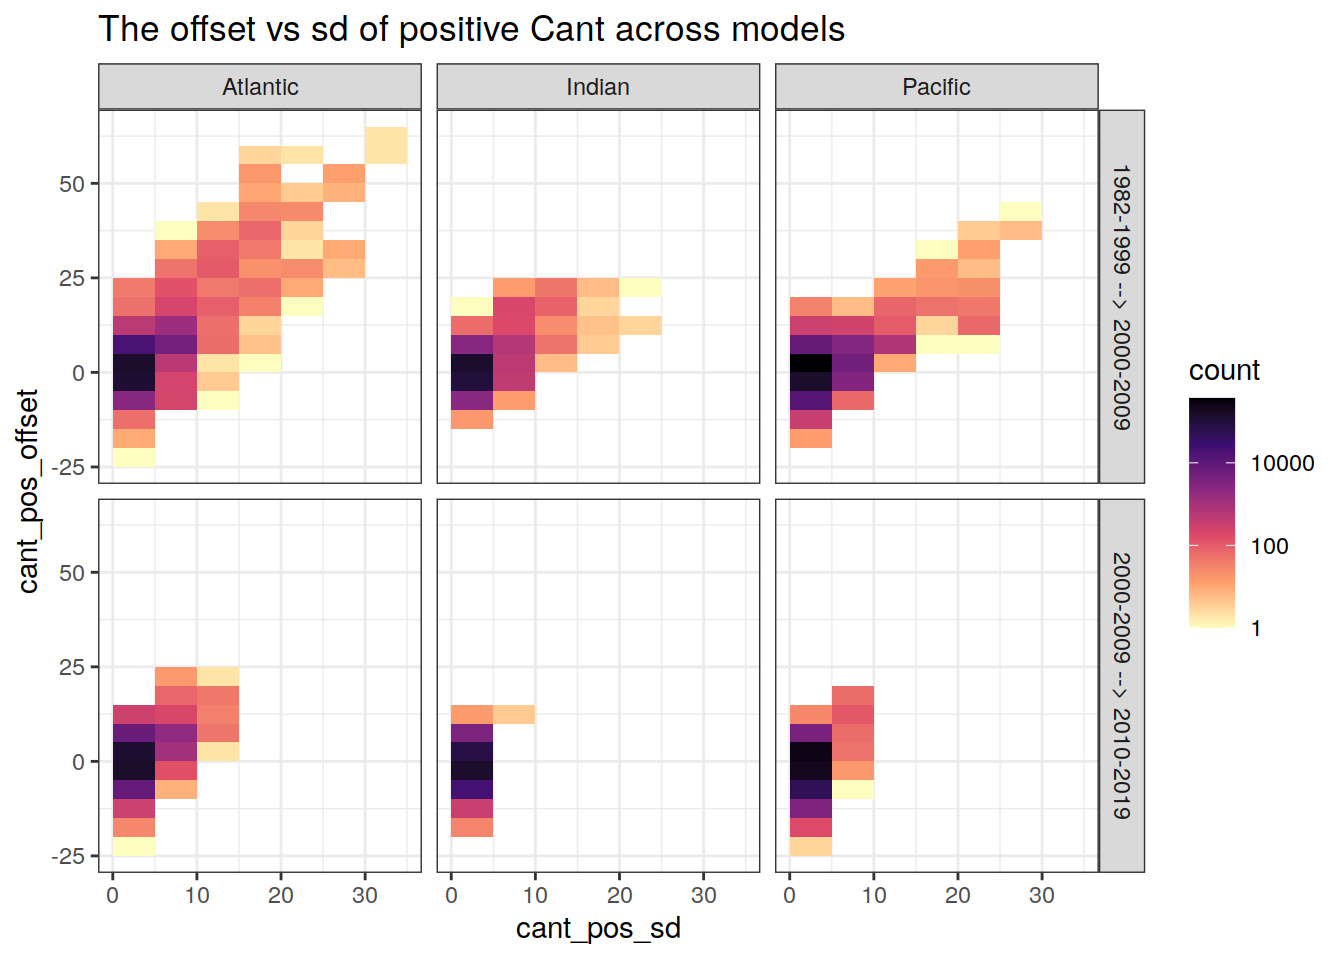 The offset vs sd of positive Cant across models
Atlantic
Indian
Pacific
50
25
0
-25
1982-1999 --> 2000-2009
50
25
0
-25
2000-2009 --> 2010-2019
0 10 20 30
0 10 20 30
0 10 20 30
cant_pos_sd
cant_pos_offset
count
10000
100
1